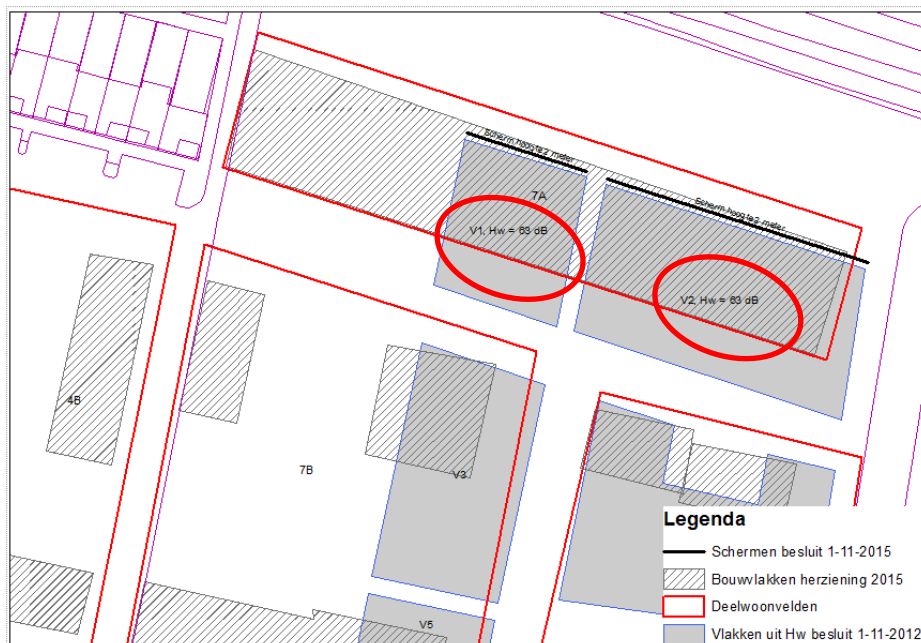 Scherm hoogte 2 meter
7A
Scherm hoogte 2 meter
V1, Hw = 63 dB
V2, Hw = 63 dB
4B
7B
V3
V5
Legenda
Schermen besluit 1-11-2015
Bouwvlakken herziening 2015
Deelwoonvelden
Vlakken uit Hw besluit 1-11-2012